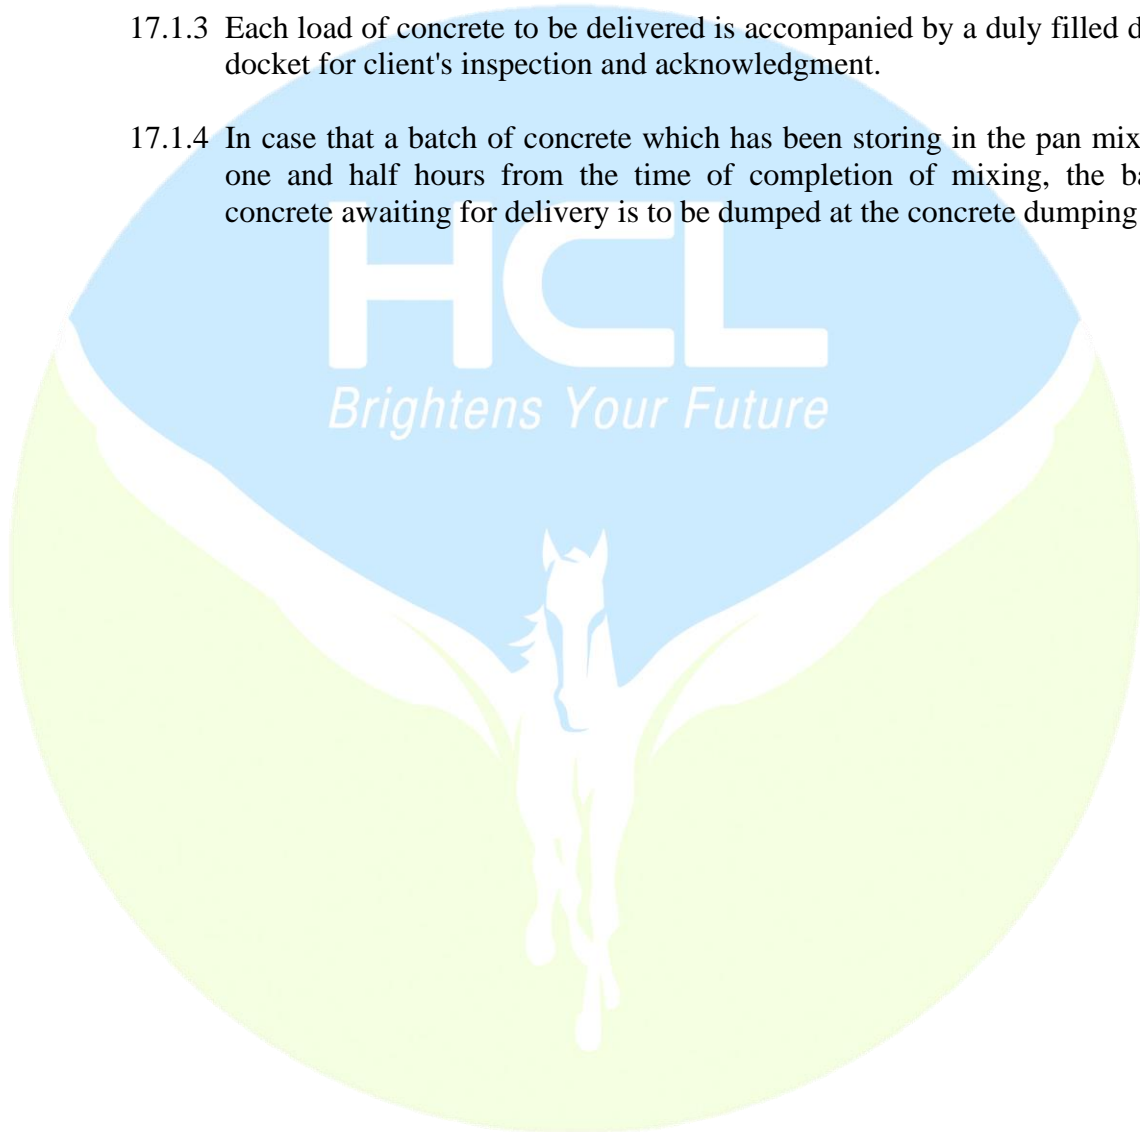 17.1.3 Each load of concrete to be delivered is accompanied by a duly filled
docket for client's inspection and acknowledgment.
17.1.4 In case that a batch of concrete which has been storing in the pan
one and half hours from the time of completion of mixing, the
concrete awaiting for delivery is to be dumped at the concrete dumping
HCL
Brightens Your Future